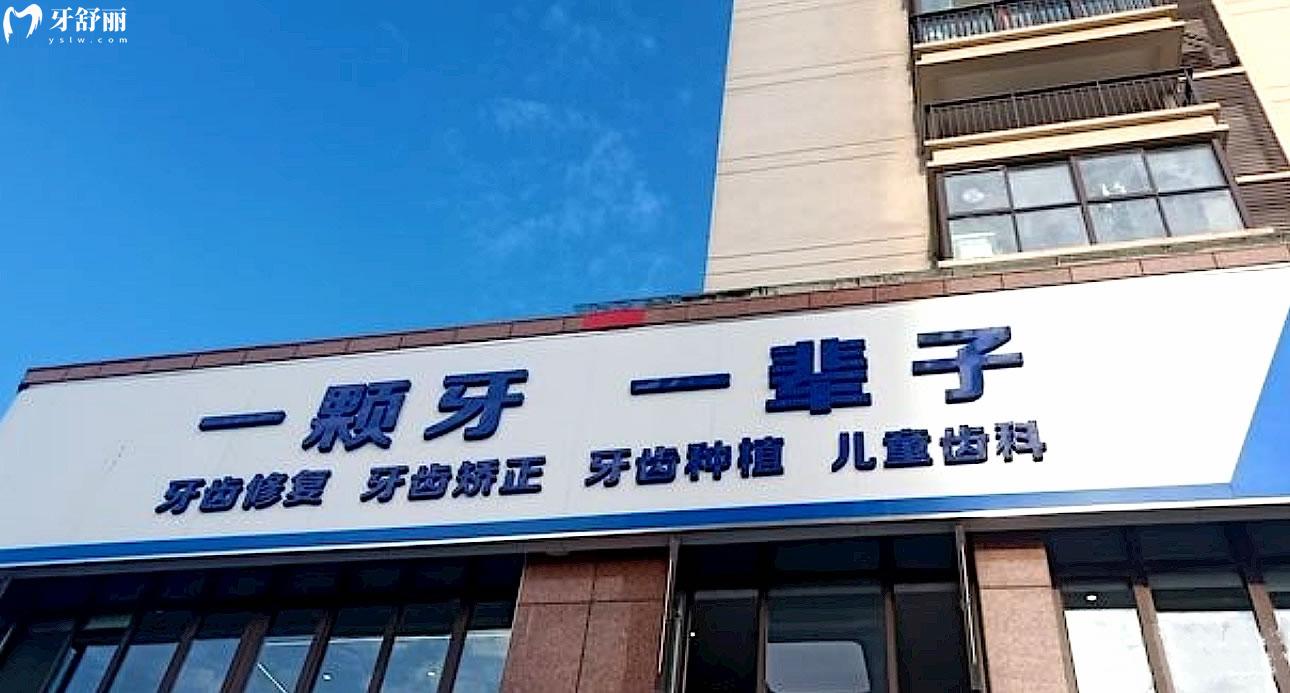 牙舒丽
yslw.com
一颗牙 一辈子
牙齿修复 牙齿矫正 牙齿种植 儿童齿科